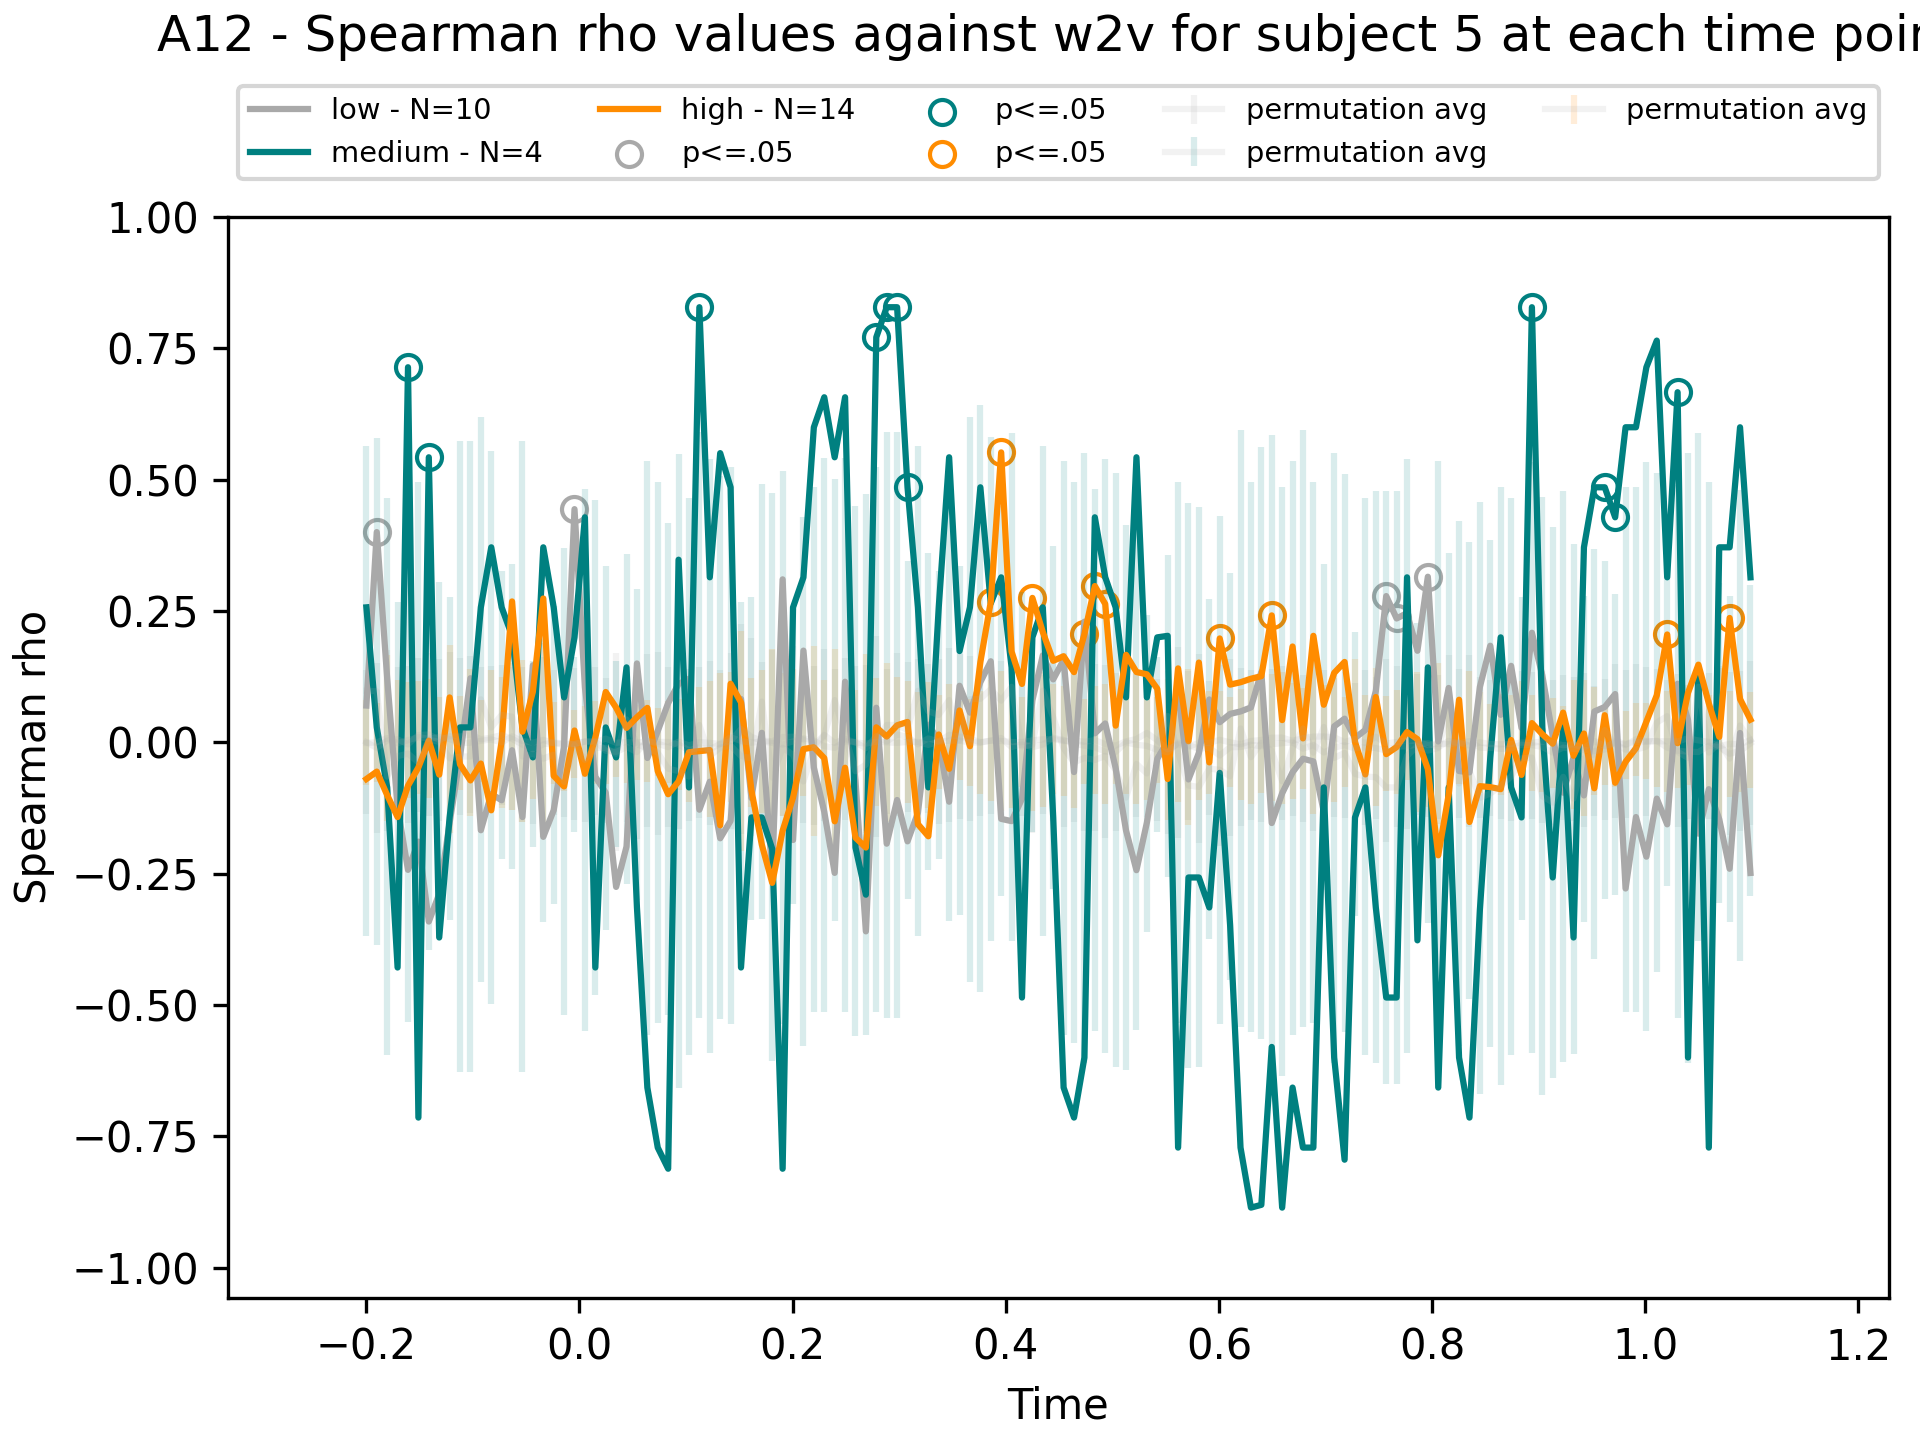 A12 - Spearman rho values against w2v for subject 5 at each time poi
low - N=10
medium - N=4
high - N=14
p<=.05
p<=.05
p<=.05
permutation avg
permutation avg
permutation avg
1.00
0.75
0.50
0.25
0.00
−0.25
−0.50
−0.75
−1.00
Spearman rho
−0.2 0.0 0.2 0.4 0.6 0.8 1.0 1.2
Time